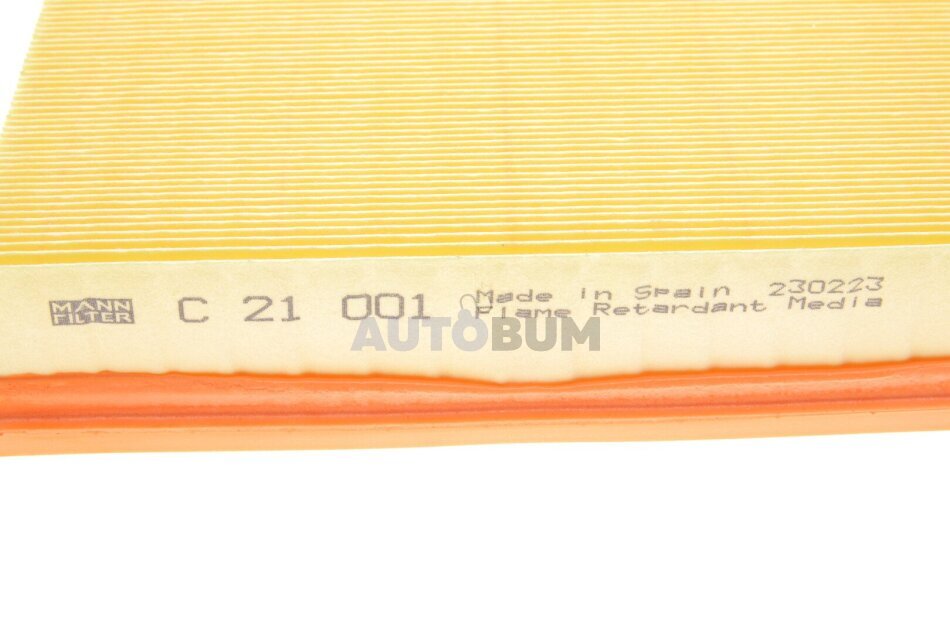 MANN
FILTER
C 21 001
Made in Spain 230223
Flame Retardant Media
AUTOBUM